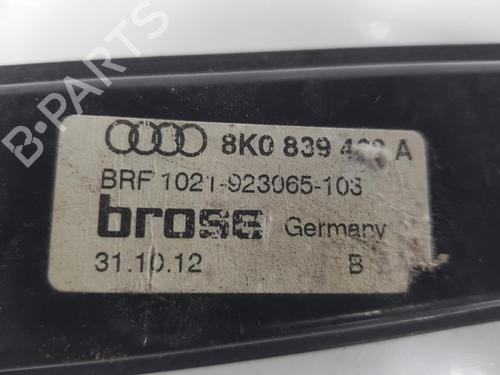 B-PARTS
8K0 839 A
BRF 1021-923065-103
brose Germany
31.10.12 B